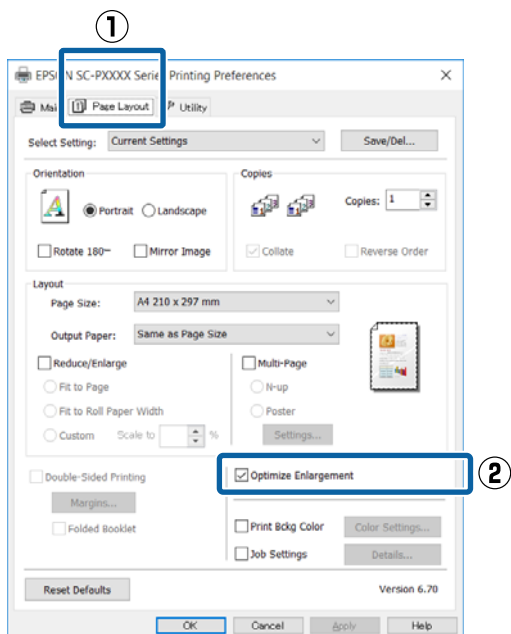 ①
EPSON SC-PXXXX Series Printing Preferences
Main Page Layout Utility
Select Setting: Current Settings Save/Del...
Orientation Copies
Portrait Landscape Copies: 1
Rotate 180° Mirror Image Collate Reverse Order
Layout
Page Size: A4 210 x 297 mm
Output Paper: Same as Page Size
Reduce/Enlarge Multi-Page
Fit to Page N-up
Fit to Roll Paper Width Poster
Custom Scale to % Settings...
Double-Sided Printing Optimize Enlargement ②
Margins...
Folded Booklet Print Bckg Color Color Settings...
Job Settings Details...
Reset Defaults Version 6.70
OK Cancel Apply Help